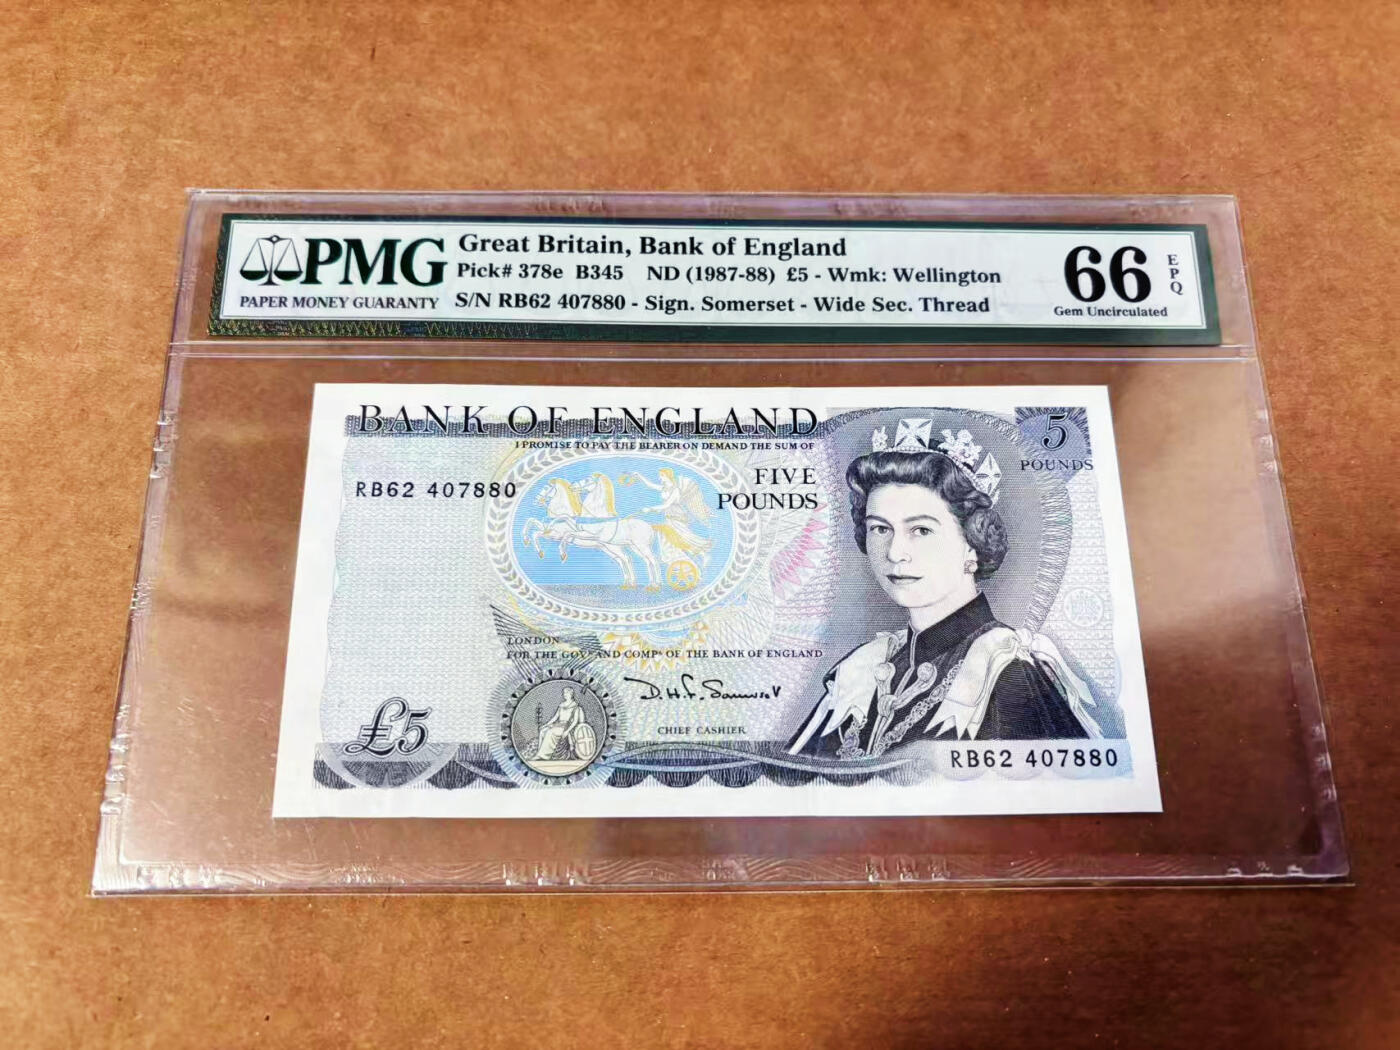 PMG
PAPER MONEY GUARANTY
Great Britain, Bank of England
Pick# 378e B345 ND (1987-88) £5 - Wmk: Wellington
S/N RB62 407880 - Sign. Somerset - Wide Sec. Thread
66
EPQ
Gem Uncirculated
BANK OF ENGLAND
I PROMISE TO PAY THE BEARER ON DEMAND THE SUM OF
5
POUNDS
FIVE
POUNDS
RB62 407880
LONDON
FOR THE GOVR AND COMPA OF THE BANK OF ENGLAND
D.H.F. Somerset
CHIEF CASHIER
£5
RB62 407880